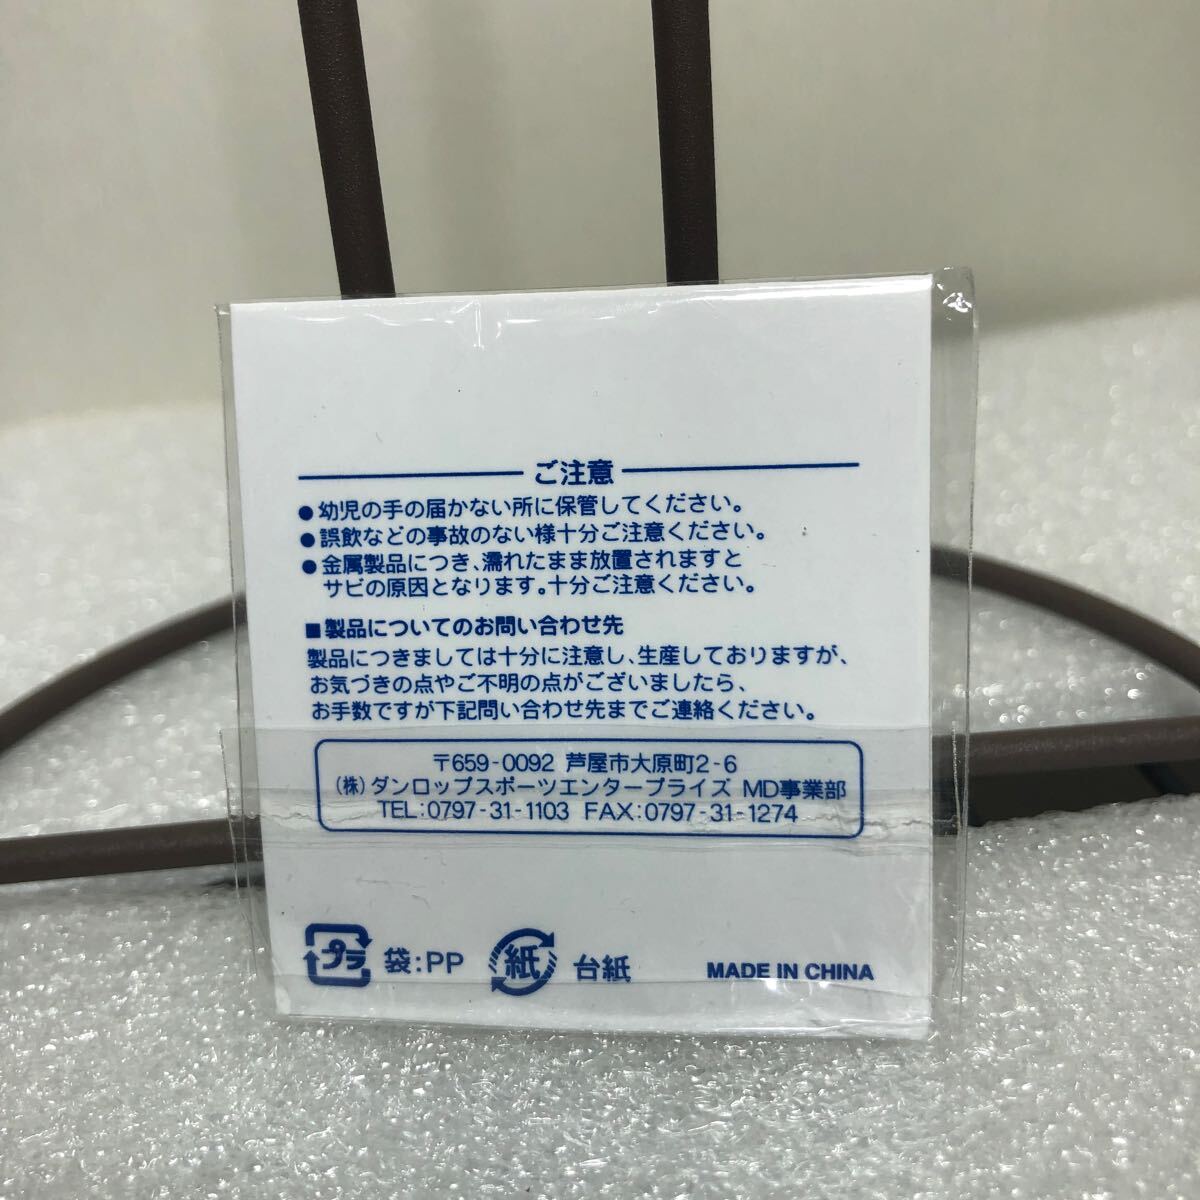 ご注意
●幼児の手の届かない所に保管してください。
●誤飲などの事故のない様十分ご注意ください。
●金属製品につき、濡れたまま放置されますと
サビの原因となります。十分ご注意ください。
■製品についてのお問い合わせ先
製品につきましては十分に注意し、生産しておりますが、
お気づきの点やご不明の点がございましたら、
お手数ですが下記問い合わせ先までご連絡ください。
〒659-0092 芦屋市大原町2-6
(株)ダンロップスポーツエンタープライズ MD事業部
TEL:0797-31-1103 FAX:0797-31-1274
プラ 袋:PP 紙 台紙 MADE IN CHINA